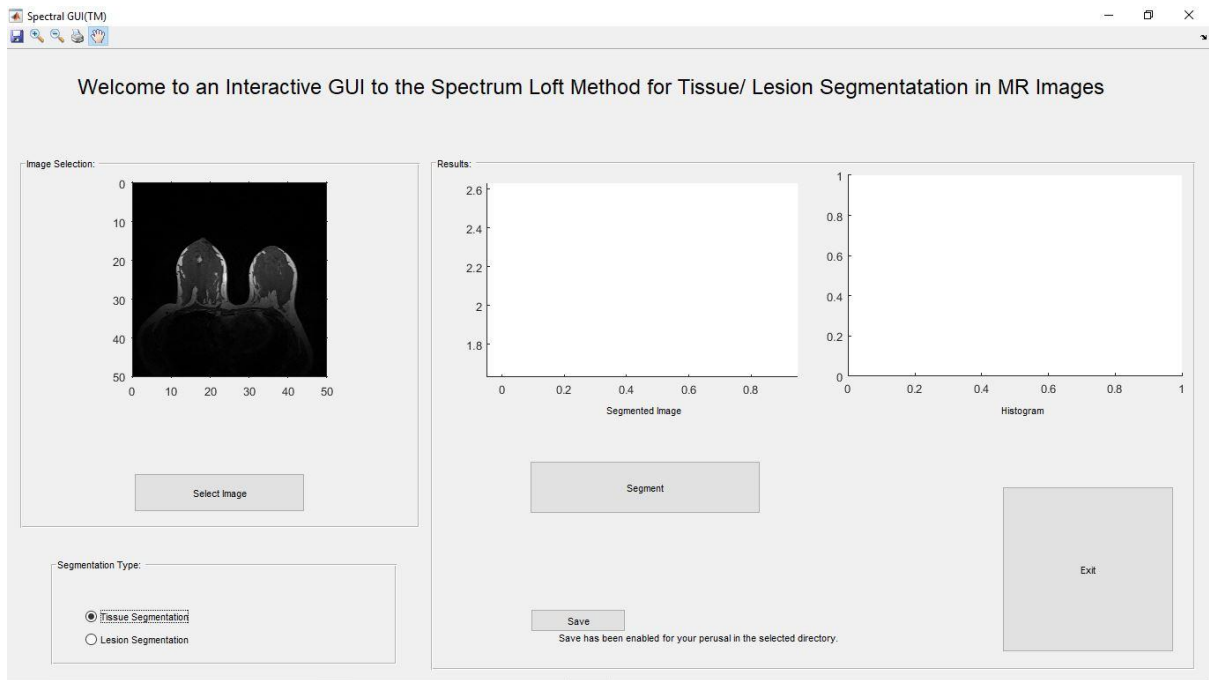 Spectral GUI(TM)
Welcome to an Interactive GUI to the Spectrum Loft Method for Tissue/ Lesion Segmentatation in MR Images
Image Selection:
0
10
20
30
40
50
0 10 20 30 40 50
Select Image
Segmentation Type:
Tissue Segmentation
Lesion Segmentation
Results:
2.6
2.4
2.2
2
1.8
0 0.2 0.4 0.6 0.8
Segmented Image
1
0.8
0.6
0.4
0.2
0
0 0.2 0.4 0.6 0.8 1
Histogram
Segment
Exit
Save
Save has been enabled for your perusal in the selected directory.